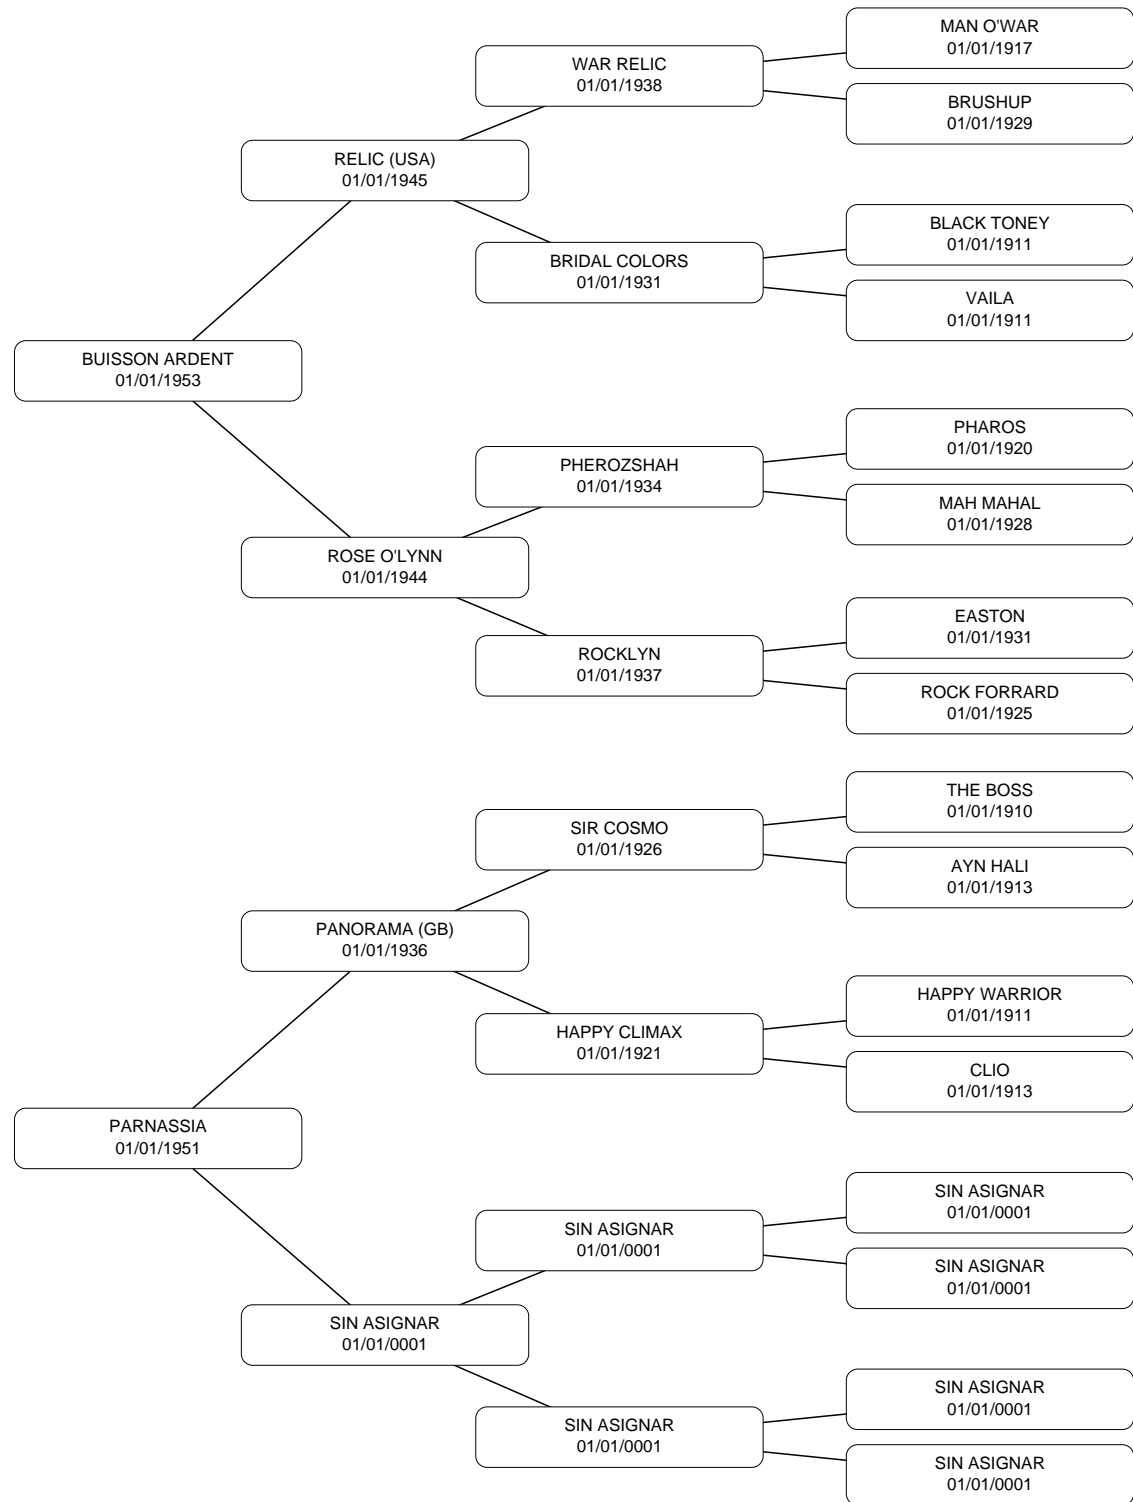 MAN O'WAR
01/01/1917
WAR RELIC
01/01/1938
BRUSHUP
01/01/1929
RELIC (USA)
01/01/1945
BLACK TONEY
01/01/1911
BRIDAL COLORS
01/01/1931
VAILA
01/01/1911
BUISSON ARDENT
01/01/1953
PHAROS
01/01/1920
PHEROZSHAH
01/01/1934
MAH MAHAL
01/01/1928
ROSE O'LYNN
01/01/1944
EASTON
01/01/1931
ROCKLYN
01/01/1937
ROCK FORRARD
01/01/1925
THE BOSS
01/01/1910
SIR COSMO
01/01/1926
AYN HALI
01/01/1913
PANORAMA (GB)
01/01/1936
HAPPY WARRIOR
01/01/1911
HAPPY CLIMAX
01/01/1921
CLIO
01/01/1913
PARNASSIA
01/01/1951
SIN ASIGNAR
01/01/0001
SIN ASIGNAR
01/01/0001
SIN ASIGNAR
01/01/0001
SIN ASIGNAR
01/01/0001
SIN ASIGNAR
01/01/0001
SIN ASIGNAR
01/01/0001
SIN ASIGNAR
01/01/0001